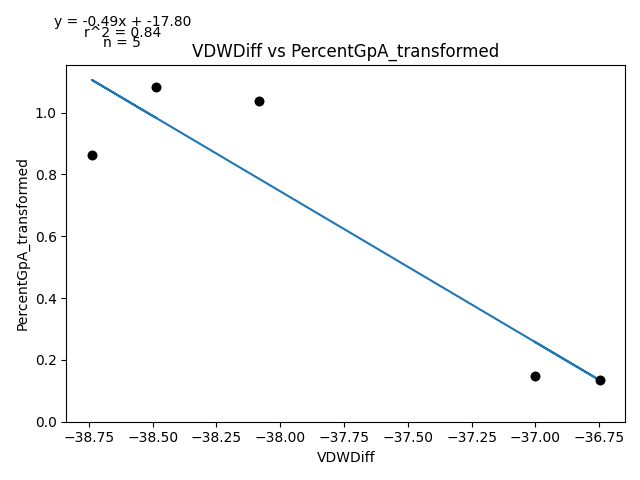 y = -0.49x + -17.80
r^2 = 0.84
n = 5
VDWDiff vs PercentGpA_transformed
PercentGpA_transformed
1.0
0.8
0.6
0.4
0.2
0.0
−38.75 −38.50 −38.25 −38.00 −37.75 −37.50 −37.25 −37.00 −36.75
VDWDiff